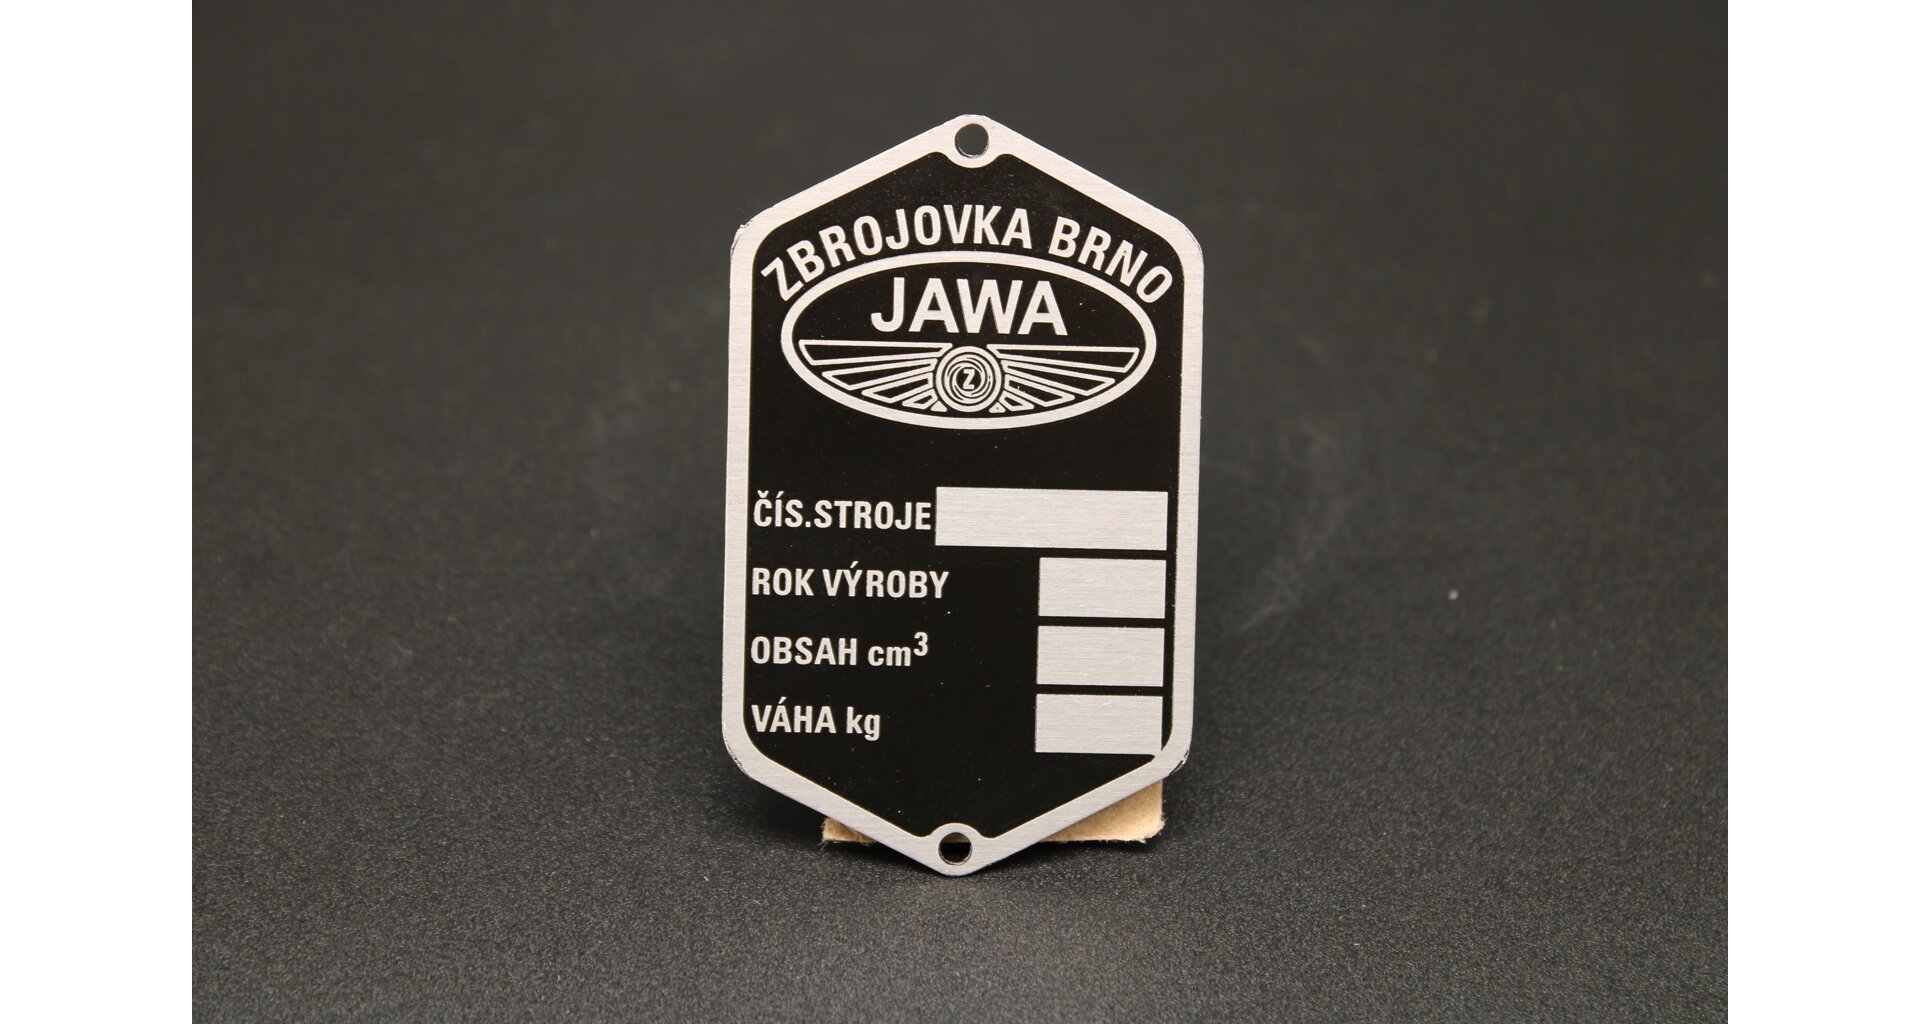 ZBROJOVKA BRNO
JAWA
Z
ČÍS.STROJE
ROK VÝROBY
OBSAH cm³
VÁHA kg